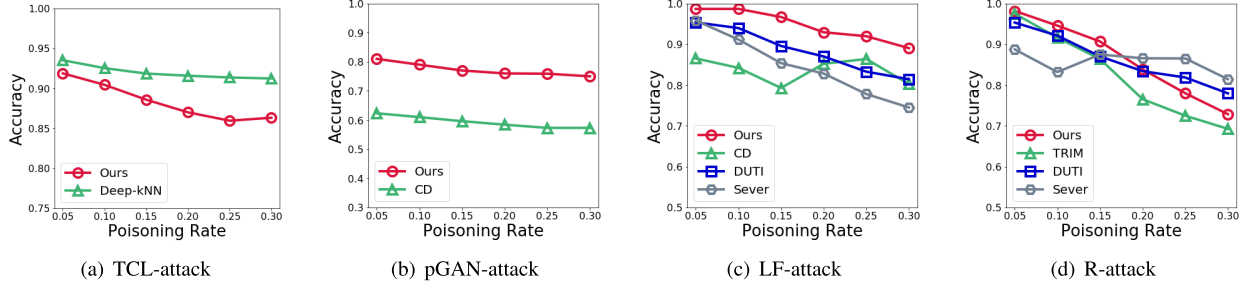 1.00
0.95
0.90
0.85
0.80
0.75
Accuracy
0.05 0.10 0.15 0.20 0.25 0.30
Poisoning Rate
Ours
Deep-kNN
(a) TCL-attack
1.0
0.9
0.8
0.7
0.6
0.5
0.4
0.3
Accuracy
0.05 0.10 0.15 0.20 0.25 0.30
Poisoning Rate
Ours
CD
(b) pGAN-attack
1.0
0.9
0.8
0.7
0.6
0.5
Accuracy
0.05 0.10 0.15 0.20 0.25 0.30
Poisoning Rate
Ours
CD
DUTI
Sever
(c) LF-attack
1.0
0.9
0.8
0.7
0.6
0.5
Accuracy
0.05 0.10 0.15 0.20 0.25 0.30
Poisoning Rate
Ours
TRIM
DUTI
Sever
(d) R-attack